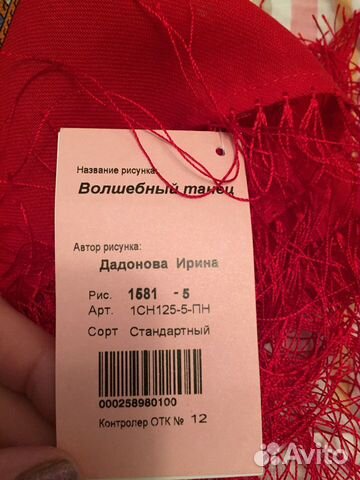 Название рисунка:
Волшебный танец
Автор рисунка:
Дадонова Ирина
Рис. 1581 -5
Арт. 1СН125-5-ПН
Сорт Стандартный
000258980100
Контролер ОТК № 12
Avito